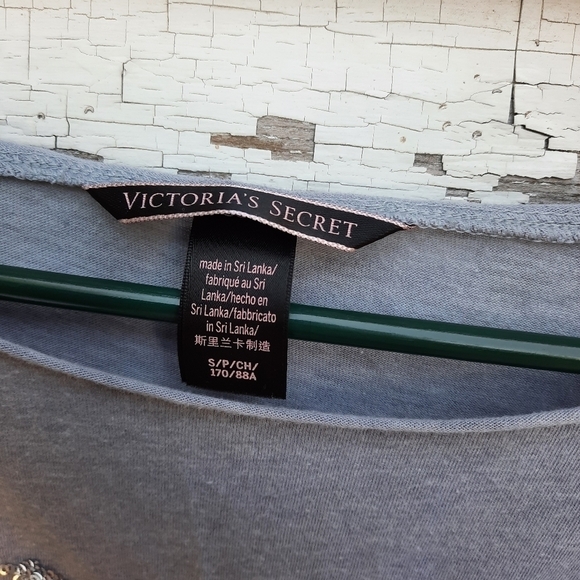 VICTORIA'S SECRET
made in Sri Lanka/
fabriqué au Sri
Lanka/hecho en
Sri Lanka/fabbricato
in Sri Lanka/
斯里兰卡制造
S/P/CH/
170/88A